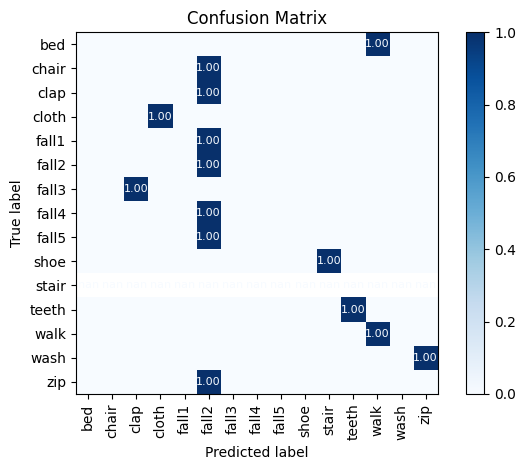 Confusion Matrix
True label
bed 1.00
chair 1.00
clap 1.00
cloth 1.00
fall1 1.00
fall2 1.00
fall3 1.00
fall4 1.00
fall5 1.00
shoe 1.00
stair
teeth 1.00
walk 1.00
wash 1.00
zip 1.00
bed chair clap cloth fall1 fall2 fall3 fall4 fall5 shoe stair teeth walk wash zip
Predicted label
1.0
0.8
0.6
0.4
0.2
0.0